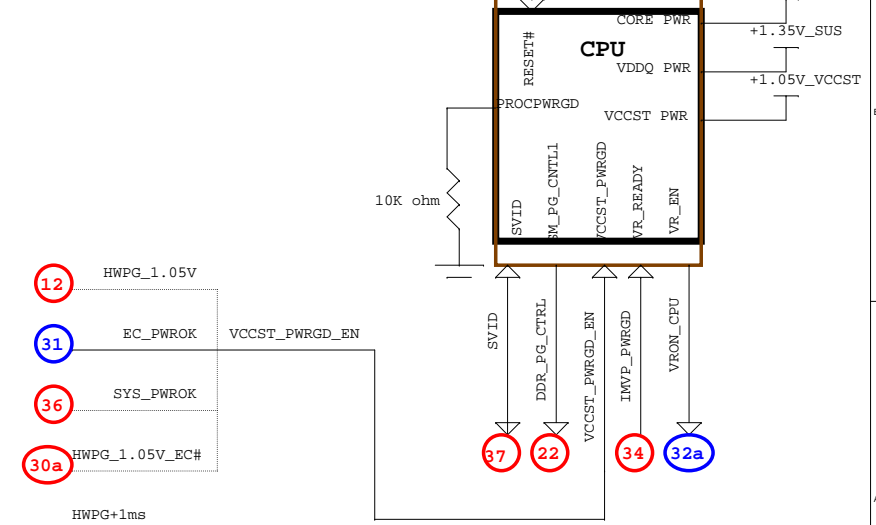 CORE PWR
+1.35V_SUS
CPU
RESET#
VDDQ PWR
+1.05V_VCCST
PROCPWRGD
VCCST PWR
10K ohm
SVID
SM_PG_CNTL1
VCCST_PWRGD
VR_READY
VR_EN
12
HWPG_1.05V
31
EC_PWROK
VCCST_PWRGD_EN
36
SYS_PWROK
30a
HWPG_1.05V_EC#
HWPG+1ms
SVID
DDR_PG_CTRL
VCCST_PWRGD_EN
IMVP_PWRGD
VRON_CPU
37
22
34
32a